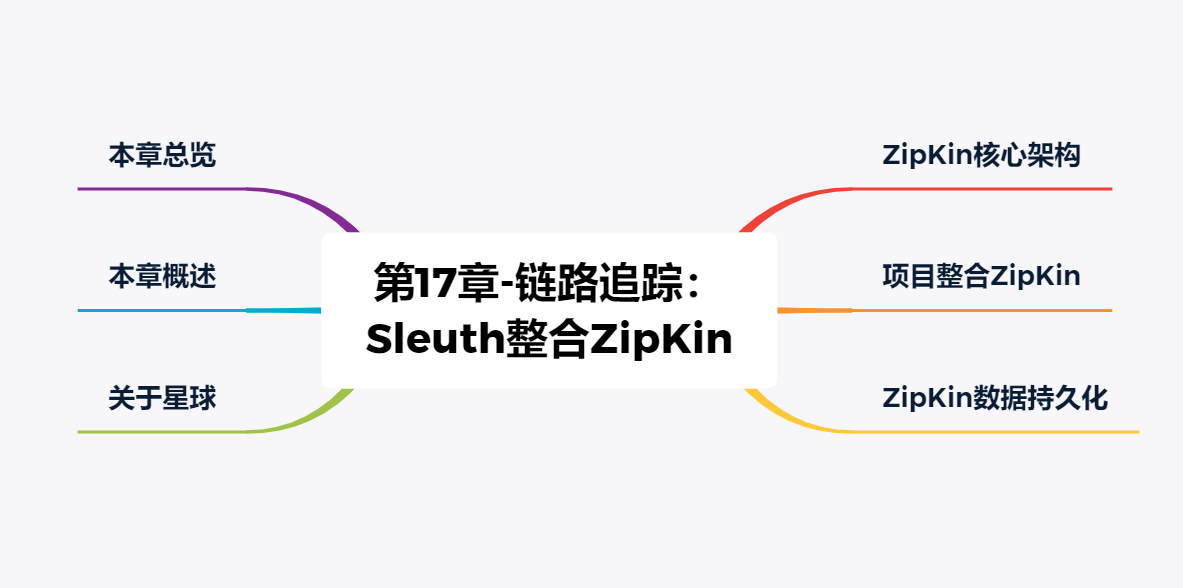 第17章-链路追踪：
Sleuth整合ZipKin
ZipKin核心架构
项目整合ZipKin
ZipKin数据持久化
本章总览
本章概述
关于星球